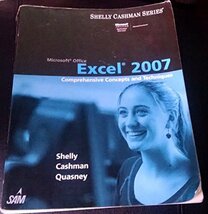 SHELLY CASHMAN SERIES®
Microsoft® Office
Excel® 2007
Comprehensive Concepts and Techniques
Shelly
Cashman
Quasney
SAM